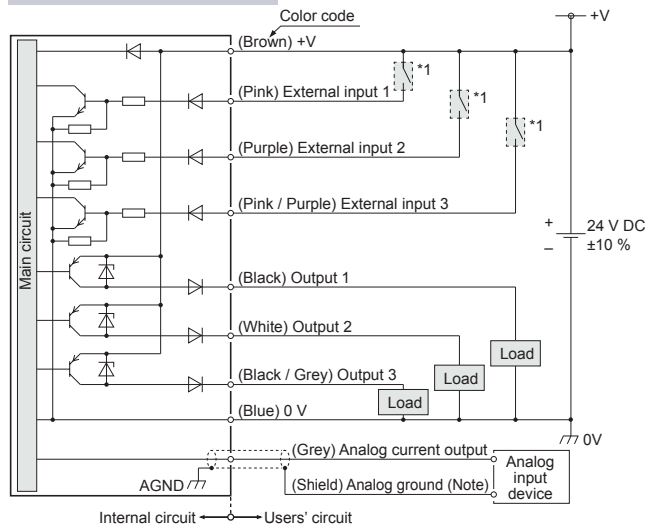 Color code
+V
(Brown) +V
*1
(Pink) External input 1
*1
*1
(Purple) External input 2
(Pink / Purple) External input 3
Main circuit
+
24 V DC
–
±10 %
(Black) Output 1
(White) Output 2
Load
Load
(Black / Grey) Output 3
Load
(Blue) 0 V
0V
(Grey) Analog current output
Analog
input
device
AGND
(Shield) Analog ground (Note)
Internal circuit
Users' circuit